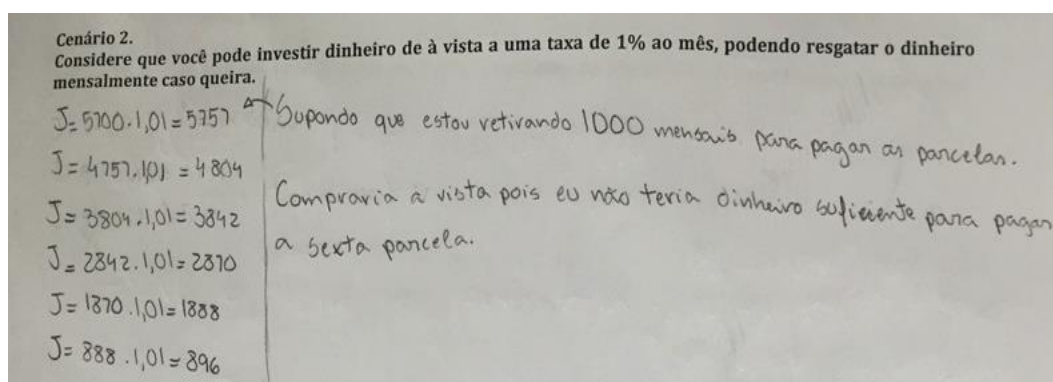 Cenário 2.
Considere que você pode investir dinheiro de à vista a uma taxa de 1% ao mês, podendo resgatar o dinheiro
mensalmente caso queira.
J= 5700.1,01 = 5757
Supondo que estou retirando 1000 mensais para pagar as parcelas.
J= 4757.1,01 = 4804
J= 3804.1,01= 3842
Compraria à vista pois eu não teria dinheiro suficiente para pagar
a sexta parcela.
J= 2842.1,01= 2870
J= 1870.1,01= 1888
J= 888.1,01= 896